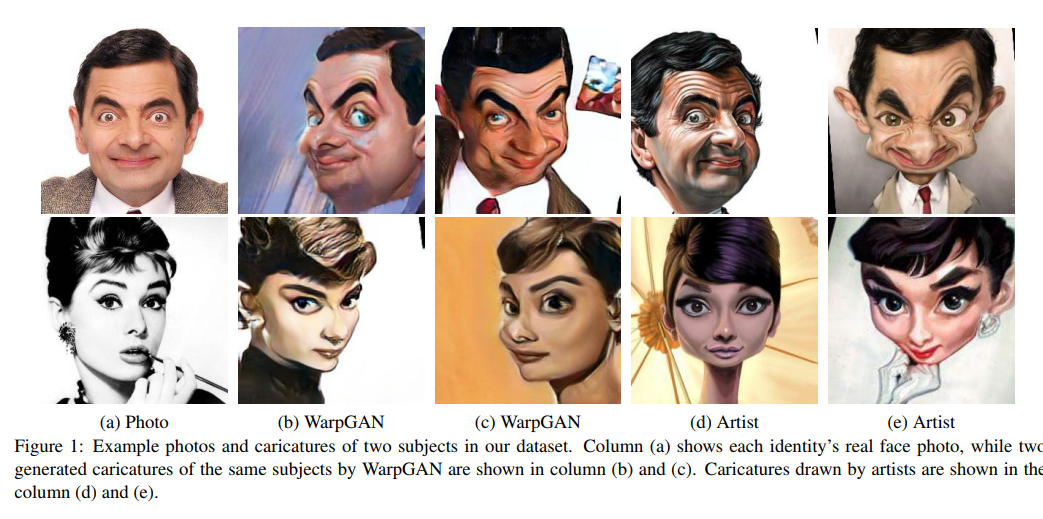 (a) Photo (b) WarpGAN (c) WarpGAN (d) Artist (e) Artist
Figure 1: Example photos and caricatures of two subjects in our dataset. Column (a) shows each identity's real face photo, while two
generated caricatures of the same subjects by WarpGAN are shown in column (b) and (c). Caricatures drawn by artists are shown in the
column (d) and (e).